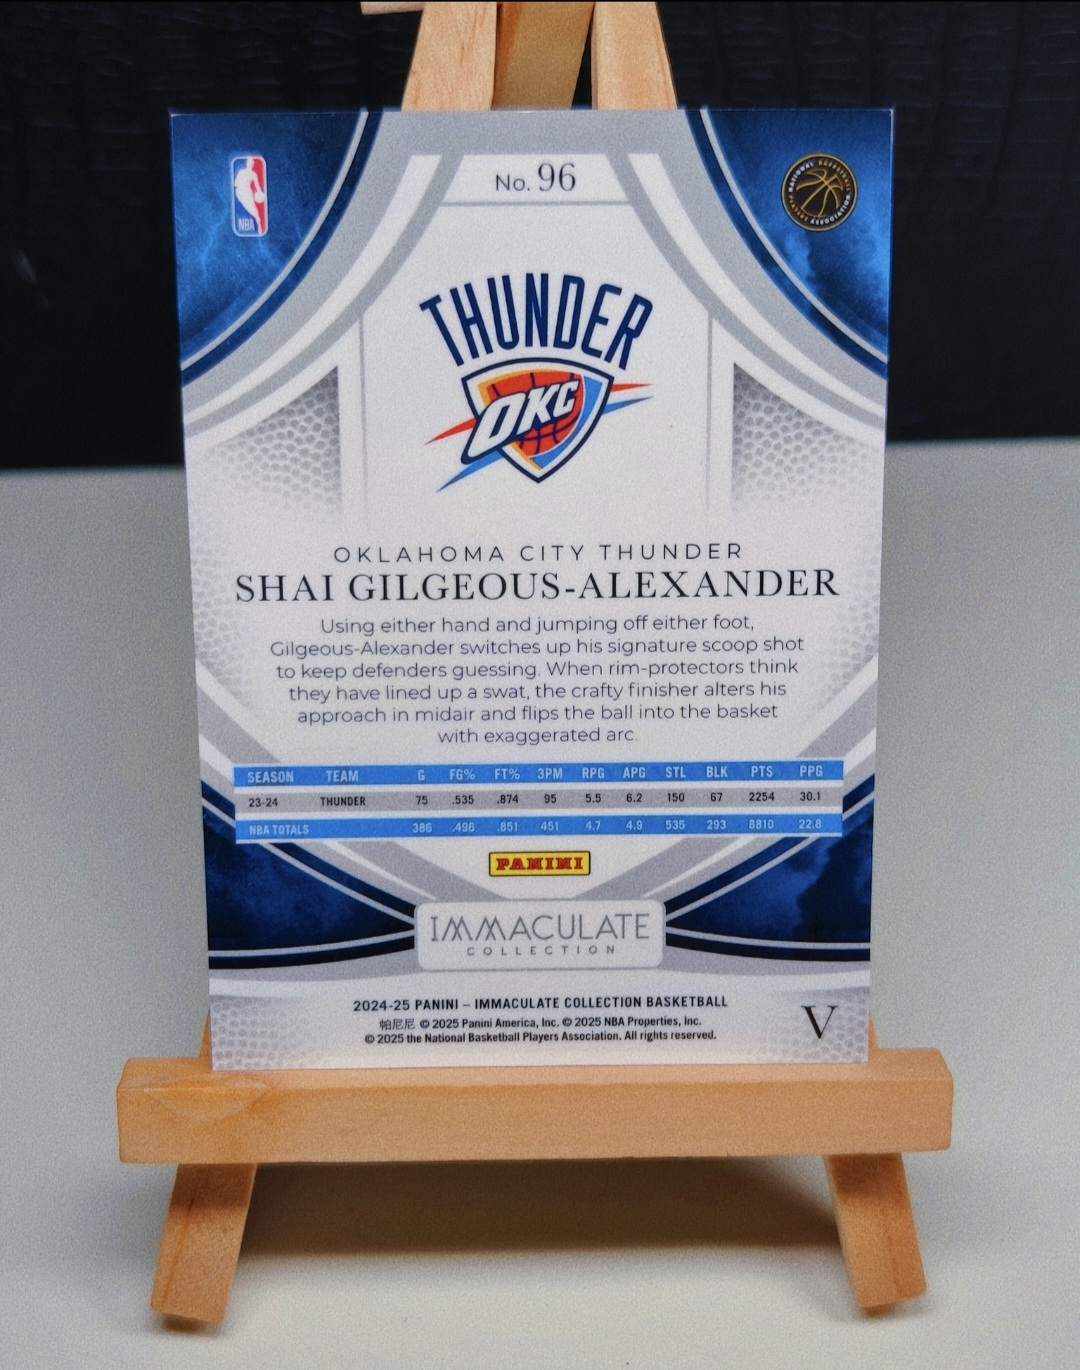 No. 96
NBA
NATIONAL BASKETBALL PLAYERS ASSOCIATION
THUNDER
OKC
OKLAHOMA CITY THUNDER
SHAI GILGEOUS-ALEXANDER
Using either hand and jumping off either foot,
Gilgeous-Alexander switches up his signature scoop shot
to keep defenders guessing. When rim-protectors think
they have lined up a swat, the crafty finisher alters his
approach in midair and flips the ball into the basket
with exaggerated arc.
SEASON TEAM G FG% FT% 3PM RPG APG STL BLK PTS PPG
23-24 THUNDER 75 .535 .874 95 5.5 6.2 150 67 2254 30.1
NBA TOTALS 386 .496 .851 451 4.7 4.9 535 293 8810 22.8
PANINI
IMMACULATE
COLLECTION
2024-25 PANINI – IMMACULATE COLLECTION BASKETBALL
帕尼尼 © 2025 Panini America, Inc. © 2025 NBA Properties, Inc.
© 2025 the National Basketball Players Association. All rights reserved.
V